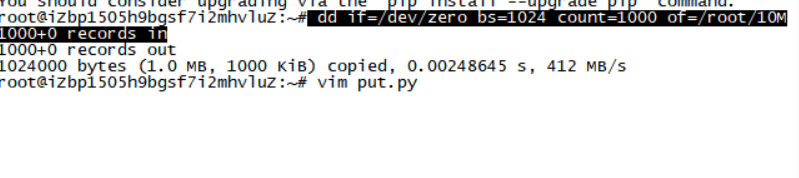 You should consider upgrading via the 'pip install --upgrade pip' command.
root@iZbp1505h9bgsf7i2mhvluZ:~# dd if=/dev/zero bs=1024 count=1000 of=/root/10M
1000+0 records in
1000+0 records out
1024000 bytes (1.0 MB, 1000 KiB) copied, 0.00248645 s, 412 MB/s
root@iZbp1505h9bgsf7i2mhvluZ:~# vim put.py